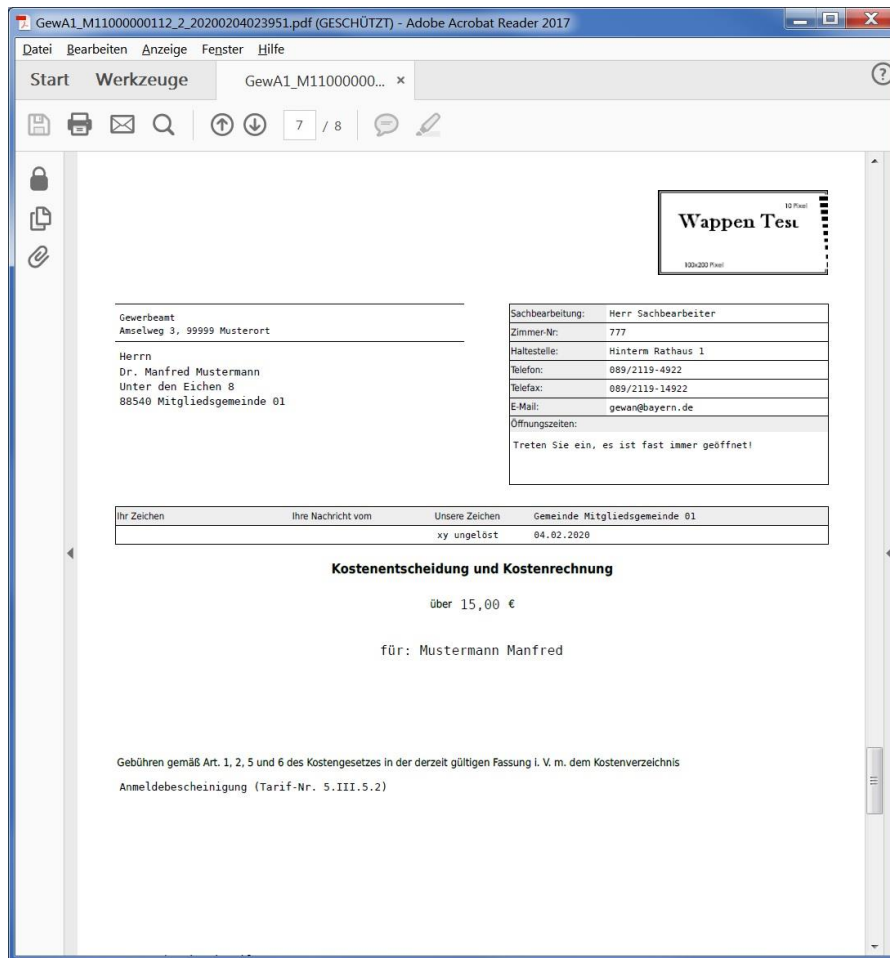 GewA1_M11000000112_2_20200204023951.pdf (GESCHÜTZT) - Adobe Acrobat Reader 2017
Datei Bearbeiten Anzeige Fenster Hilfe
Start Werkzeuge GewA1_M11000000... ×
7 / 8
10 Pixel
Wappen Test
100x200 Pixel
Gewerbeamt
Amselweg 3, 99999 Musterort
Herrn
Dr. Manfred Mustermann
Unter den Eichen 8
88540 Mitgliedsgemeinde 01
Sachbearbeitung: Herr Sachbearbeiter
Zimmer-Nr: 777
Haltestelle: Hinterm Rathaus 1
Telefon: 089/2119-4922
Telefax: 089/2119-14922
E-Mail: gewan@bayern.de
Öffnungszeiten:
Treten Sie ein, es ist fast immer geöffnet!
Ihr Zeichen Ihre Nachricht vom Unsere Zeichen Gemeinde Mitgliedsgemeinde 01
xy ungelöst 04.02.2020
Kostenentscheidung und Kostenrechnung
über 15,00 €
für: Mustermann Manfred
Gebühren gemäß Art. 1, 2, 5 und 6 des Kostengesetzes in der derzeit gültigen Fassung i. V. m. dem Kostenverzeichnis
Anmeldebescheinigung (Tarif-Nr. 5.III.5.2)